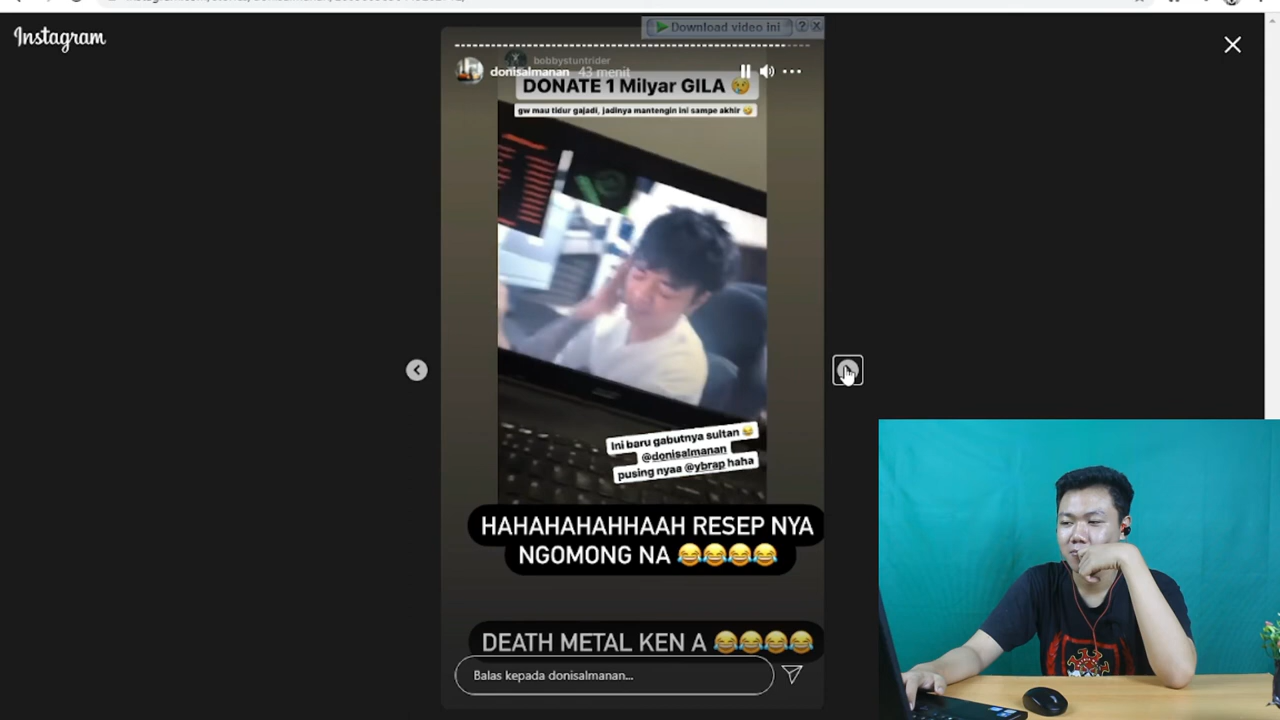 Instagram
Download video ini
bobbystuntrider
donisalmanan 43 menit
DONATE 1 Milyar GILA 😢
gw mau tidur gajadi, jadinya mantengin ini sampe akhir 🤣
Ini baru gabutnya sultan 😂
@donisalmanan
pusing nyaa @ybrap haha
HAHAHAHAHHAAH RESEP NYA
NGOMONG NA 😂😂😂😂
DEATH METAL KEN A 😂😂😂😂
Balas kepada donisalmanan...